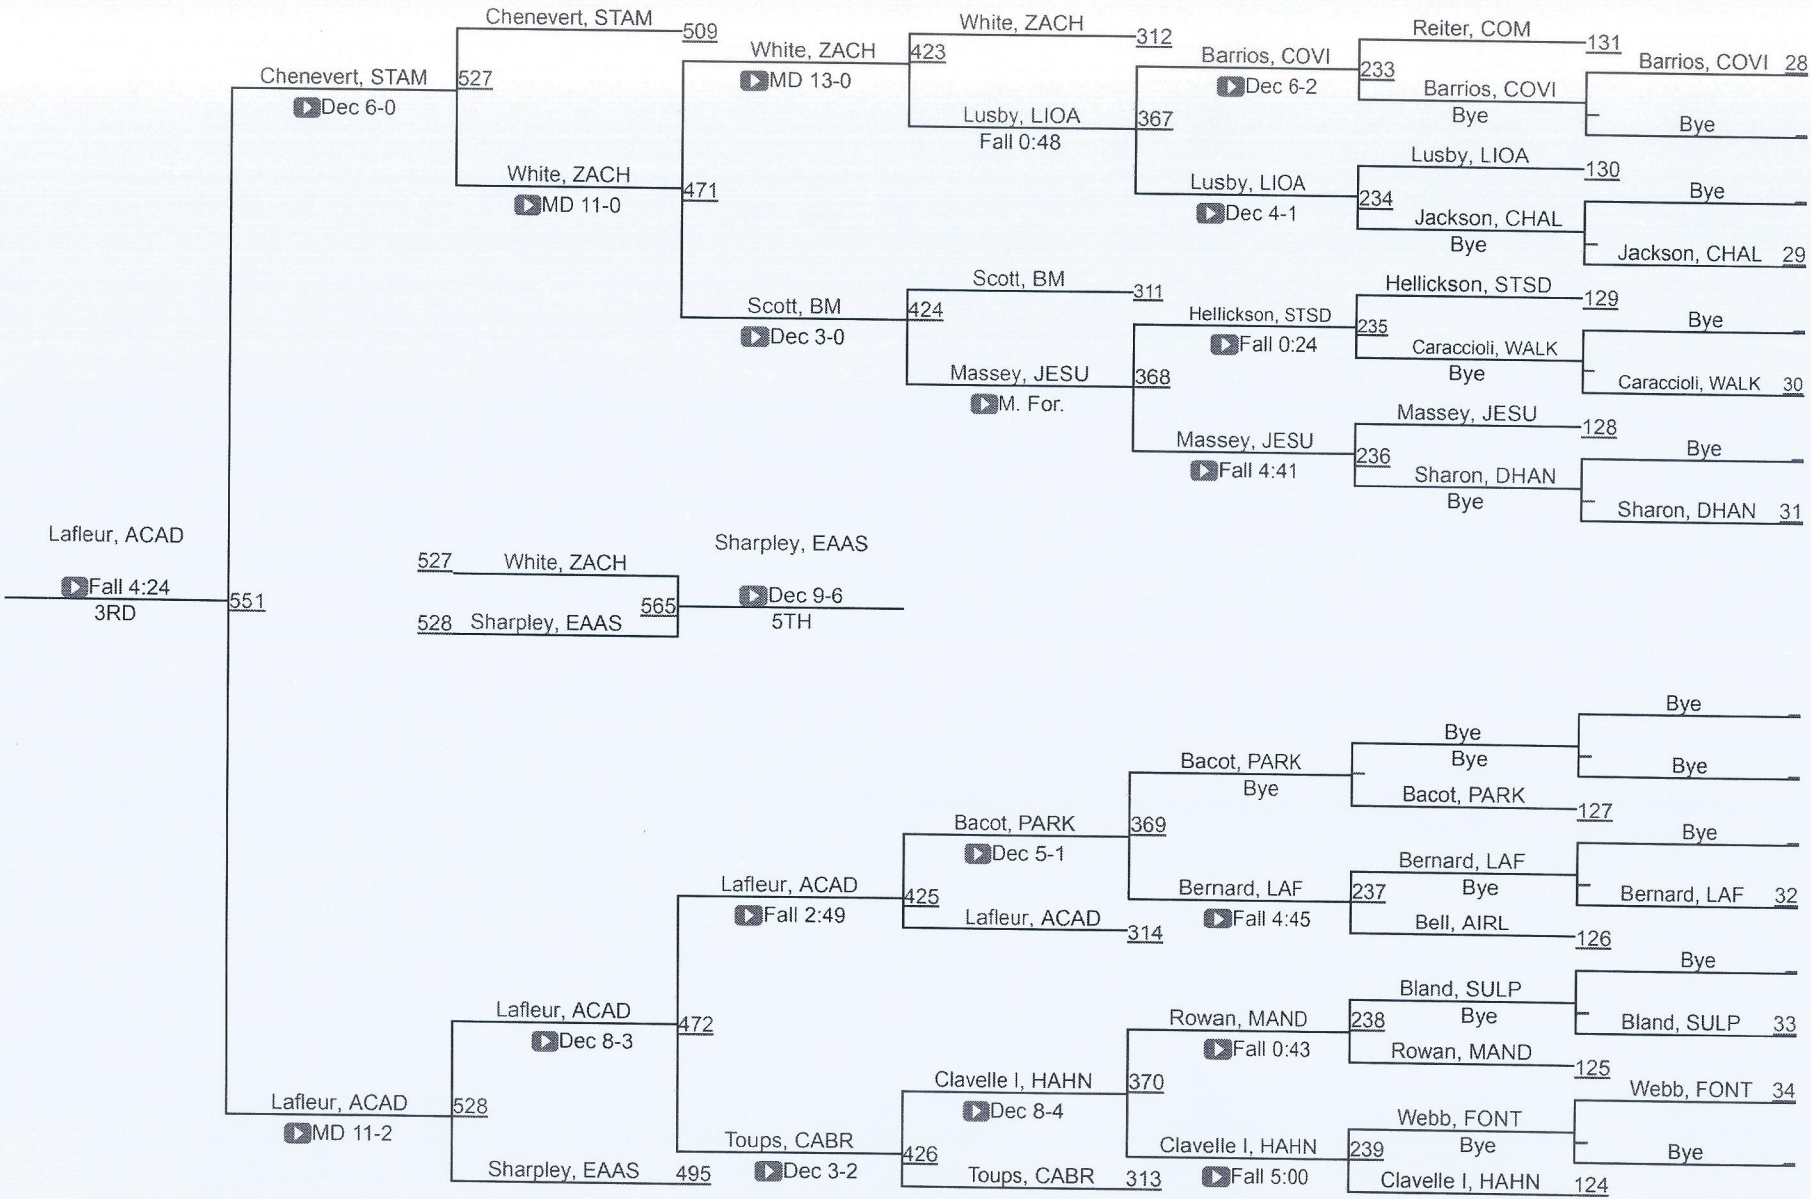 Chenevert, STAM
509
White, ZACH
312
Reiter, COM
131
Barrios, COVI 28
Chenevert, STAM
527
Dec 6-0
White, ZACH
423
MD 13-0
Barrios, COVI
233
Dec 6-2
Barrios, COVI
Bye
Bye
Lusby, LIOA
367
Fall 0:48
Lusby, LIOA
130
White, ZACH
471
MD 11-0
Lusby, LIOA
234
Dec 4-1
Bye
Jackson, CHAL
Bye
Jackson, CHAL 29
Scott, BM
311
Hellickson, STSD
129
Scott, BM
424
Dec 3-0
Hellickson, STSD
235
Fall 0:24
Bye
Caraccioli, WALK
Bye
Caraccioli, WALK 30
Massey, JESU
368
M. For.
Massey, JESU
128
Massey, JESU
236
Fall 4:41
Bye
Sharon, DHAN
Bye
Sharon, DHAN 31
Lafleur, ACAD
Fall 4:24
551
3RD
527 White, ZACH
Sharpley, EAAS
565
Dec 9-6
528 Sharpley, EAAS
5TH
Bye
Bye
Bye
Bye
Bacot, PARK
Bye
Bacot, PARK
127
Bacot, PARK
369
Dec 5-1
Bye
Bernard, LAF
Bye
Bernard, LAF 32
Lafleur, ACAD
425
Fall 2:49
Bernard, LAF
237
Fall 4:45
Lafleur, ACAD
314
Bell, AIRL
126
Bye
Bland, SULP
Bye
Bland, SULP 33
Lafleur, ACAD
472
Dec 8-3
Rowan, MAND
238
Fall 0:43
Rowan, MAND
125
Clavelle I, HAHN
370
Dec 8-4
Webb, FONT 34
Lafleur, ACAD
528
MD 11-2
Webb, FONT
Bye
Bye
Toups, CABR
426
Dec 3-2
Clavelle I, HAHN
239
Fall 5:00
Sharpley, EAAS
495
Toups, CABR
313
Clavelle I, HAHN
124